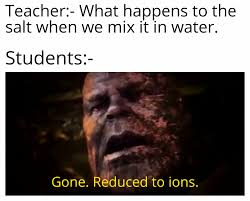 Teacher:- What happens to the
salt when we mix it in water.
Students:-
Gone. Reduced to ions.